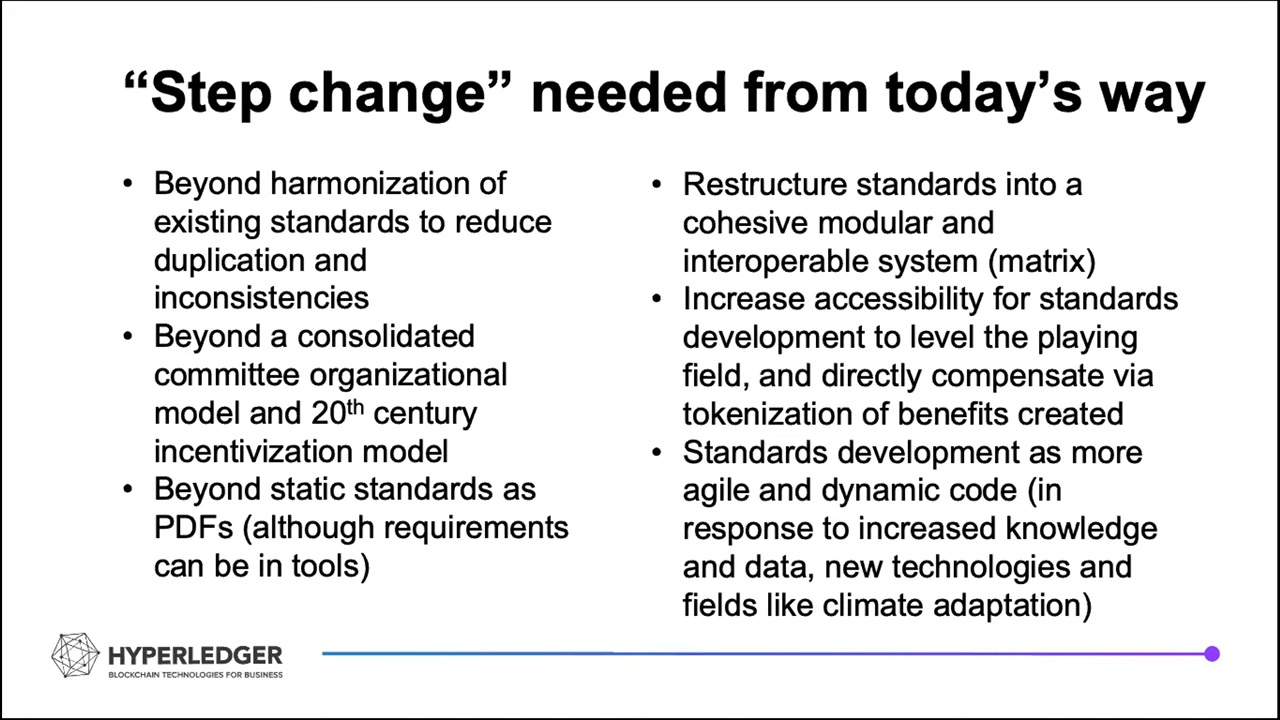 “Step change” needed from today’s way
• Beyond harmonization of
existing standards to reduce
duplication and
inconsistencies
• Beyond a consolidated
committee organizational
model and 20th century
incentivization model
• Beyond static standards as
PDFs (although requirements
can be in tools)
• Restructure standards into a
cohesive modular and
interoperable system (matrix)
• Increase accessibility for standards
development to level the playing
field, and directly compensate via
tokenization of benefits created
• Standards development as more
agile and dynamic code (in
response to increased knowledge
and data, new technologies and
fields like climate adaptation)
HYPERLEDGER
BLOCKCHAIN TECHNOLOGIES FOR BUSINESS